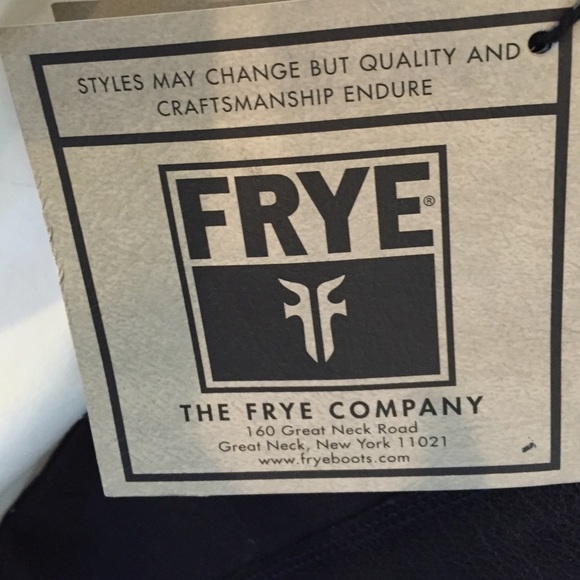 STYLES MAY CHANGE BUT QUALITY AND
CRAFTSMANSHIP ENDURE
FRYE®
THE FRYE COMPANY
160 Great Neck Road
Great Neck, New York 11021
www.fryeboots.com